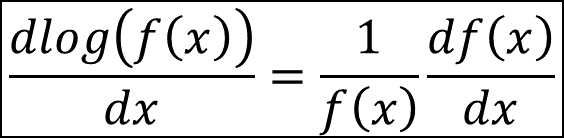 dlog(f(x))/dx = 1/f(x) df(x)/dx